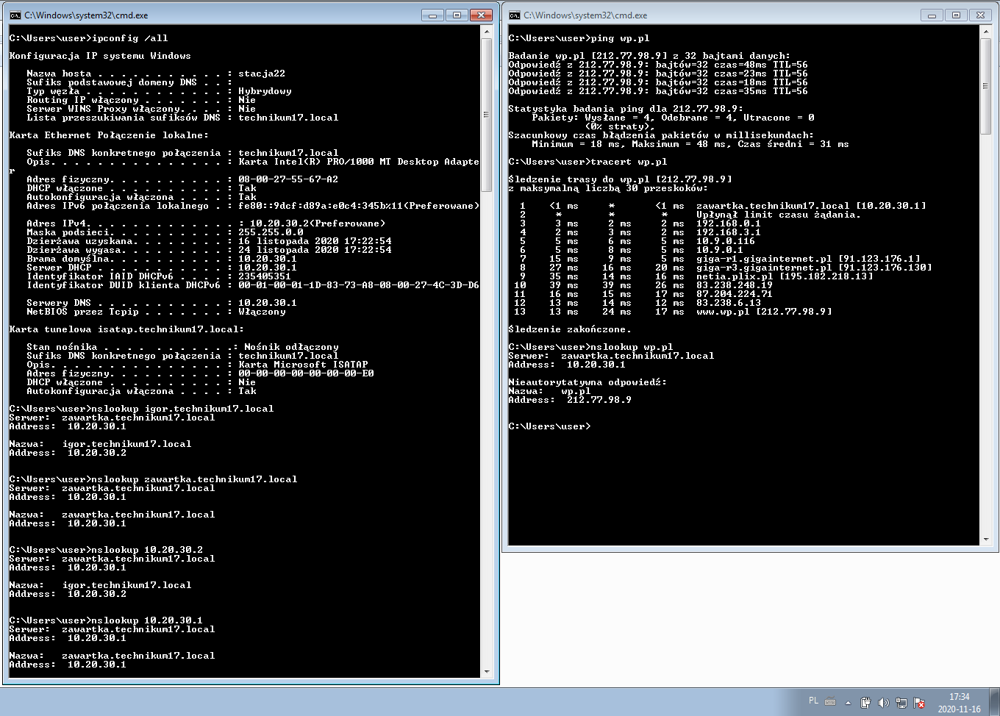 C:\Windows\system32\cmd.exe
C:\Users\user>ipconfig /all
Konfiguracja IP systemu Windows
Nazwa hosta . . . . . . . . . . . : stacja22
Sufiks podstawowej domeny DNS . . :
Typ węzła . . . . . . . . . . . . : Hybrydowy
Routing IP włączony . . . . . . . : Nie
Serwer WINS Proxy włączony. . . . : Nie
Lista przeszukiwania sufiksów DNS : technikum17.local
Karta Ethernet Połączenie lokalne:
Sufiks DNS konkretnego połączenia : technikum17.local
Opis. . . . . . . . . . . . . . . : Karta Intel(R) PRO/1000 MT Desktop Adapte
r
Adres fizyczny. . . . . . . . . . : 08-00-27-55-67-A2
DHCP włączone . . . . . . . . . . : Tak
Autokonfiguracja włączona . . . . : Tak
Adres IPv6 połączenia lokalnego . : fe80::9dcf:d89a:e0c4:345b%11(Preferowane)
Adres IPv4. . . . . . . . . . . . . : 10.20.30.2(Preferowane)
Maska podsieci. . . . . . . . . . : 255.255.0.0
Dzierżawa uzyskana. . . . . . . . : 16 listopada 2020 17:22:54
Dzierżawa wygasa. . . . . . . . . : 24 listopada 2020 17:22:54
Brama domyślna. . . . . . . . . . : 10.20.30.1
Serwer DHCP . . . . . . . . . . . : 10.20.30.1
Identyfikator IAID DHCPv6 . . . . : 235405351
Identyfikator DUID klienta DHCPv6 : 00-01-00-01-1D-83-73-A8-08-00-27-4C-3D-D6
Serwery DNS . . . . . . . . . . . : 10.20.30.1
NetBIOS przez Tcpip . . . . . . . : Włączony
Karta tunelowa isatap.technikum17.local:
Stan nośnika . . . . . . . . . . .: Nośnik odłączony
Sufiks DNS konkretnego połączenia : technikum17.local
Opis. . . . . . . . . . . . . . . : Karta Microsoft ISATAP
Adres fizyczny. . . . . . . . . . : 00-00-00-00-00-00-00-E0
DHCP włączone . . . . . . . . . . : Nie
Autokonfiguracja włączona . . . . : Tak
C:\Users\user>nslookup igor.technikum17.local
Serwer:  zawartka.technikum17.local
Address:  10.20.30.1
Nazwa:   igor.technikum17.local
Address:  10.20.30.2
C:\Users\user>nslookup zawartka.technikum17.local
Serwer:  zawartka.technikum17.local
Address:  10.20.30.1
Nazwa:   zawartka.technikum17.local
Address:  10.20.30.1
C:\Users\user>nslookup 10.20.30.2
Serwer:  zawartka.technikum17.local
Address:  10.20.30.1
Nazwa:   igor.technikum17.local
Address:  10.20.30.2
C:\Users\user>nslookup 10.20.30.1
Serwer:  zawartka.technikum17.local
Address:  10.20.30.1
Nazwa:   zawartka.technikum17.local
Address:  10.20.30.1
C:\Windows\system32\cmd.exe
C:\Users\user>ping wp.pl
Badanie wp.pl [212.77.98.9] z 32 bajtami danych:
Odpowiedź z 212.77.98.9: bajtów=32 czas=48ms TTL=56
Odpowiedź z 212.77.98.9: bajtów=32 czas=23ms TTL=56
Odpowiedź z 212.77.98.9: bajtów=32 czas=18ms TTL=56
Odpowiedź z 212.77.98.9: bajtów=32 czas=35ms TTL=56
Statystyka badania ping dla 212.77.98.9:
Pakiety: Wysłane = 4, Odebrane = 4, Utracone = 0
(0% straty),
Szacunkowy czas błądzenia pakietów w millisekundach:
Minimum = 18 ms, Maksimum = 48 ms, Czas średni = 31 ms
C:\Users\user>tracert wp.pl
Śledzenie trasy do wp.pl [212.77.98.9]
z maksymalną liczbą 30 przeskoków:
1    <1 ms     *       <1 ms  zawartka.technikum17.local [10.20.30.1]
2     *        *        *     Upłynął limit czasu żądania.
3     3 ms     2 ms     2 ms  192.168.0.1
4     2 ms     3 ms     2 ms  192.168.3.1
5     5 ms     6 ms     5 ms  10.9.0.116
6     5 ms     8 ms     5 ms  10.9.0.1
7    15 ms     9 ms     5 ms  giga-r1.gigainternet.pl [91.123.176.1]
8    27 ms    16 ms    20 ms  giga-r3.gigainternet.pl [91.123.176.130]
9    35 ms    14 ms    16 ms  netia.plix.pl [195.182.218.13]
10    39 ms    39 ms    26 ms  83.238.248.19
11    16 ms    15 ms    17 ms  87.204.224.71
12    13 ms    14 ms    12 ms  83.238.6.13
13    13 ms    24 ms    17 ms  www.wp.pl [212.77.98.9]
Śledzenie zakończone.
C:\Users\user>nslookup wp.pl
Serwer:  zawartka.technikum17.local
Address:  10.20.30.1
Nieautorytatywna odpowiedź:
Nazwa:   wp.pl
Address:  212.77.98.9
C:\Users\user>
PL
17:34
2020-11-16